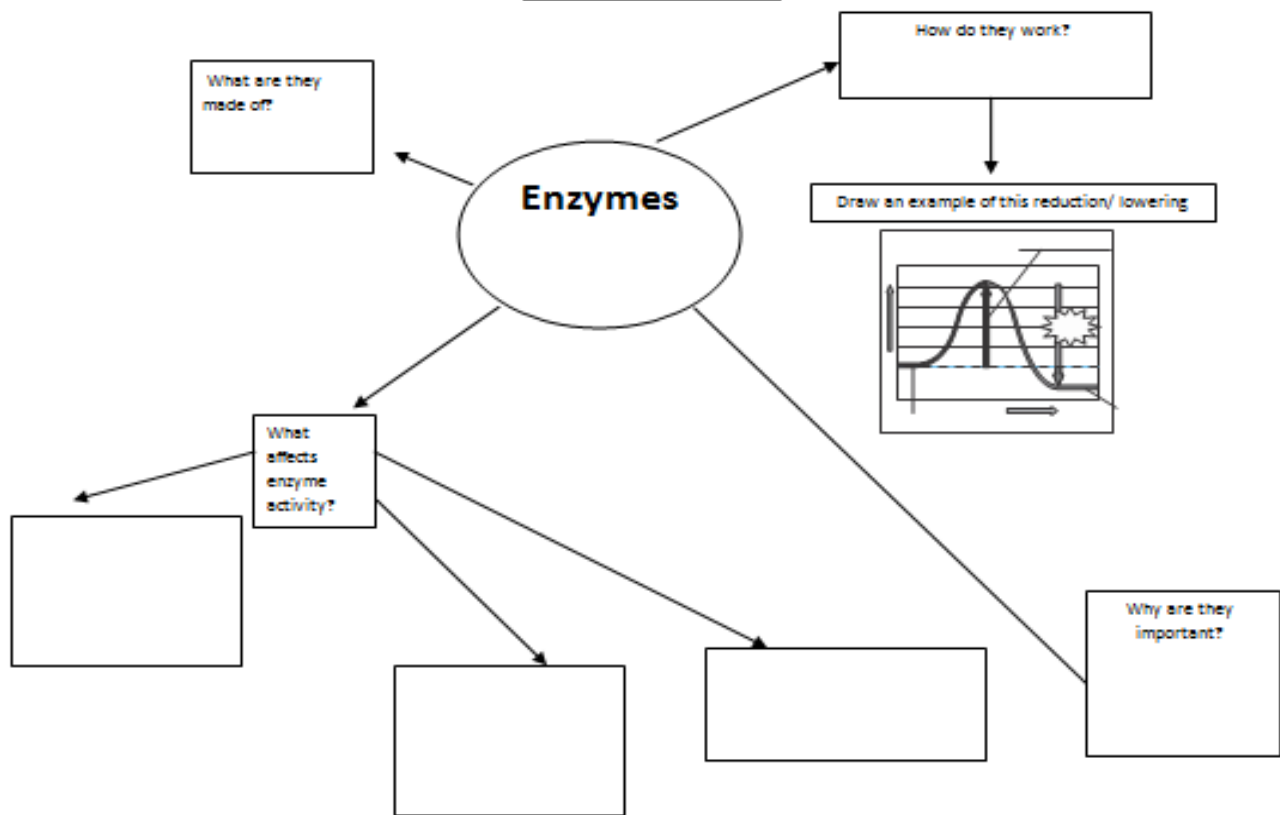 How do they work?
What are they
made of?
Enzymes
Draw an example of this reduction/ lowering
What
affects
enzyme
activity?
Why are they
important?